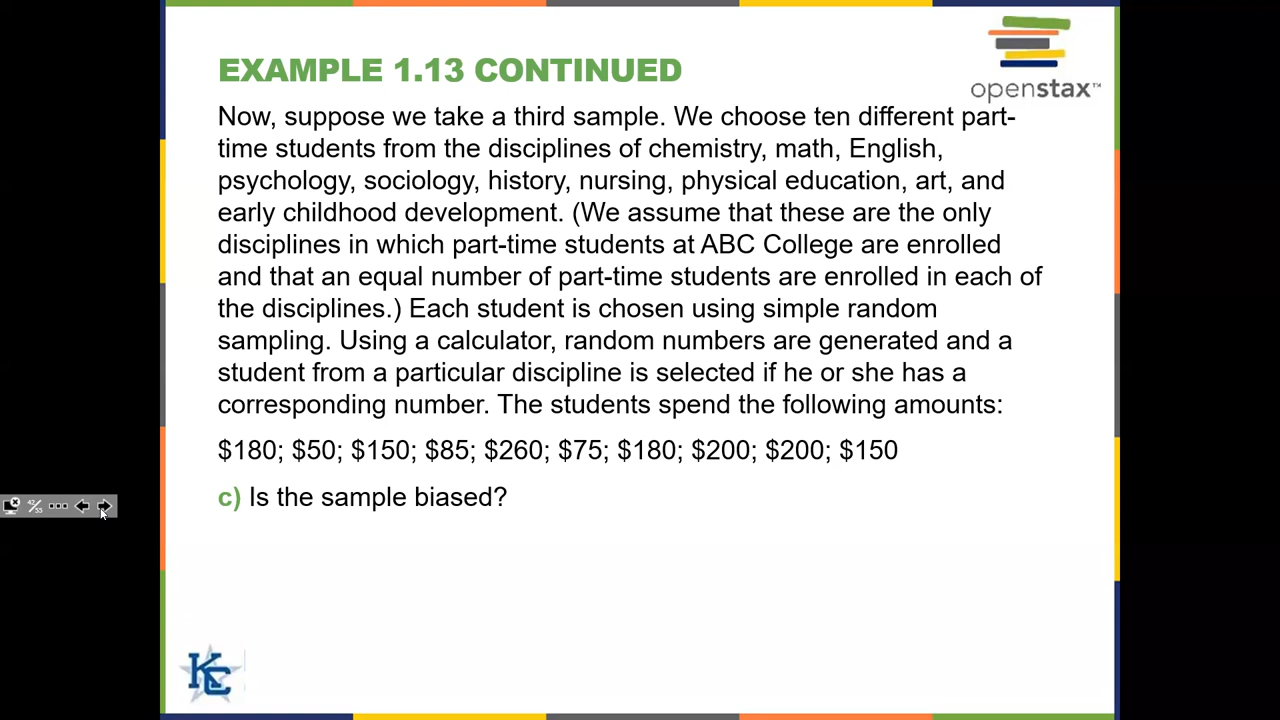 EXAMPLE 1.13 CONTINUED
openstax™
Now, suppose we take a third sample. We choose ten different part-
time students from the disciplines of chemistry, math, English,
psychology, sociology, history, nursing, physical education, art, and
early childhood development. (We assume that these are the only
disciplines in which part-time students at ABC College are enrolled
and that an equal number of part-time students are enrolled in each of
the disciplines.) Each student is chosen using simple random
sampling. Using a calculator, random numbers are generated and a
student from a particular discipline is selected if he or she has a
corresponding number. The students spend the following amounts:
$180; $50; $150; $85; $260; $75; $180; $200; $200; $150
c) Is the sample biased?
KC